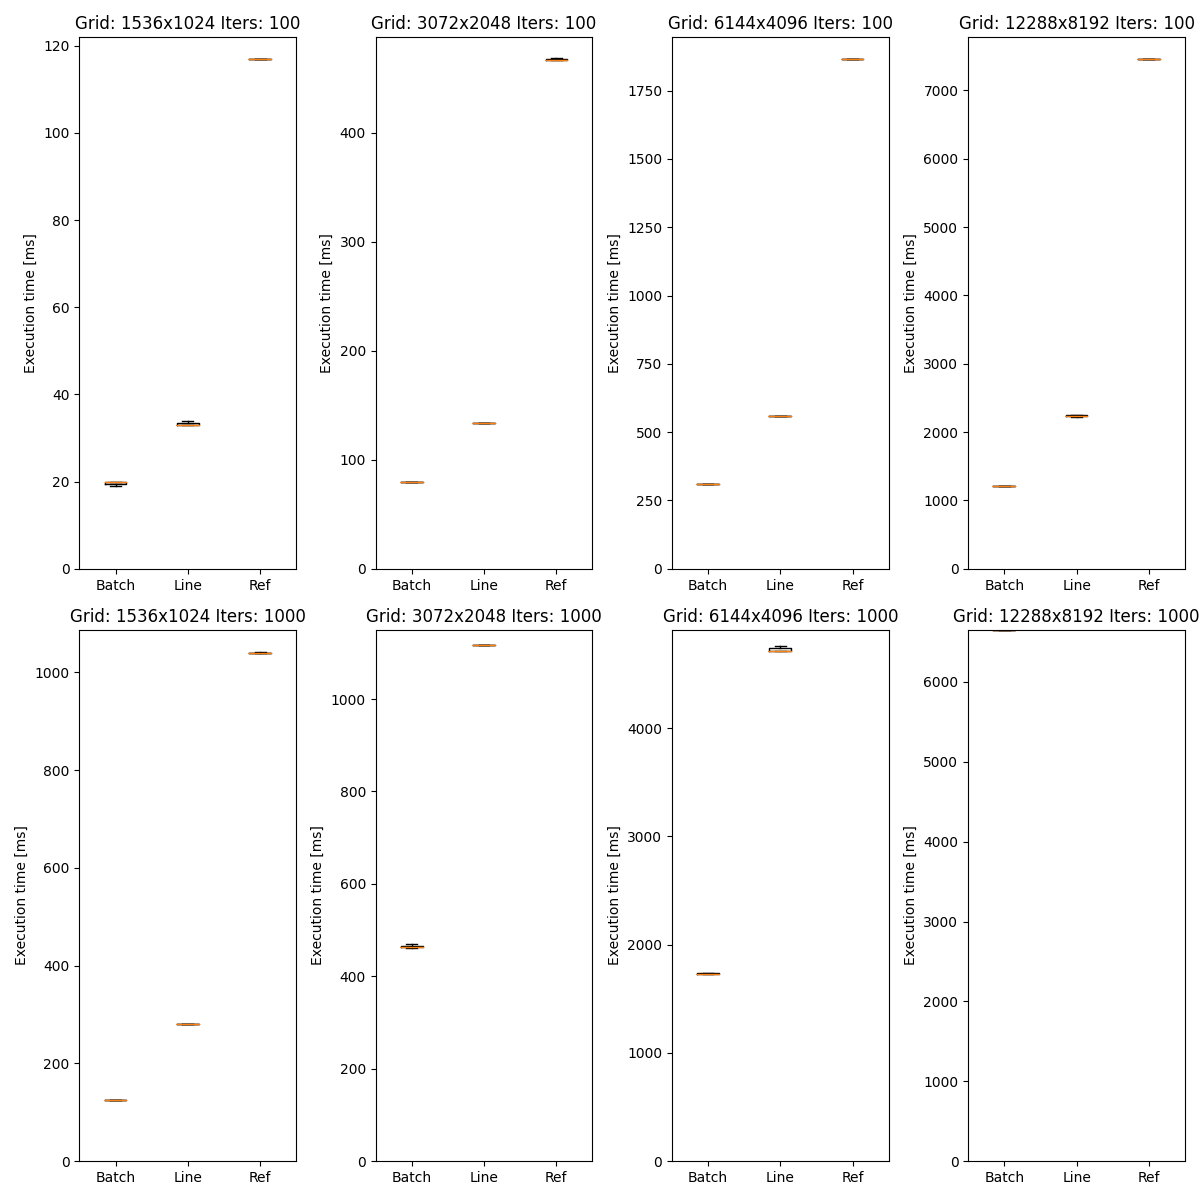 Grid: 1536x1024 Iters: 100
Execution time [ms]
120
100
80
60
40
20
0
Batch Line Ref
Grid: 3072x2048 Iters: 100
Execution time [ms]
400
300
200
100
0
Batch Line Ref
Grid: 6144x4096 Iters: 100
Execution time [ms]
1750
1500
1250
1000
750
500
250
0
Batch Line Ref
Grid: 12288x8192 Iters: 100
Execution time [ms]
7000
6000
5000
4000
3000
2000
1000
0
Batch Line Ref
Grid: 1536x1024 Iters: 1000
Execution time [ms]
1000
800
600
400
200
0
Batch Line Ref
Grid: 3072x2048 Iters: 1000
Execution time [ms]
1000
800
600
400
200
0
Batch Line Ref
Grid: 6144x4096 Iters: 1000
Execution time [ms]
4000
3000
2000
1000
0
Batch Line Ref
Grid: 12288x8192 Iters: 1000
Execution time [ms]
6000
5000
4000
3000
2000
1000
0
Batch Line Ref